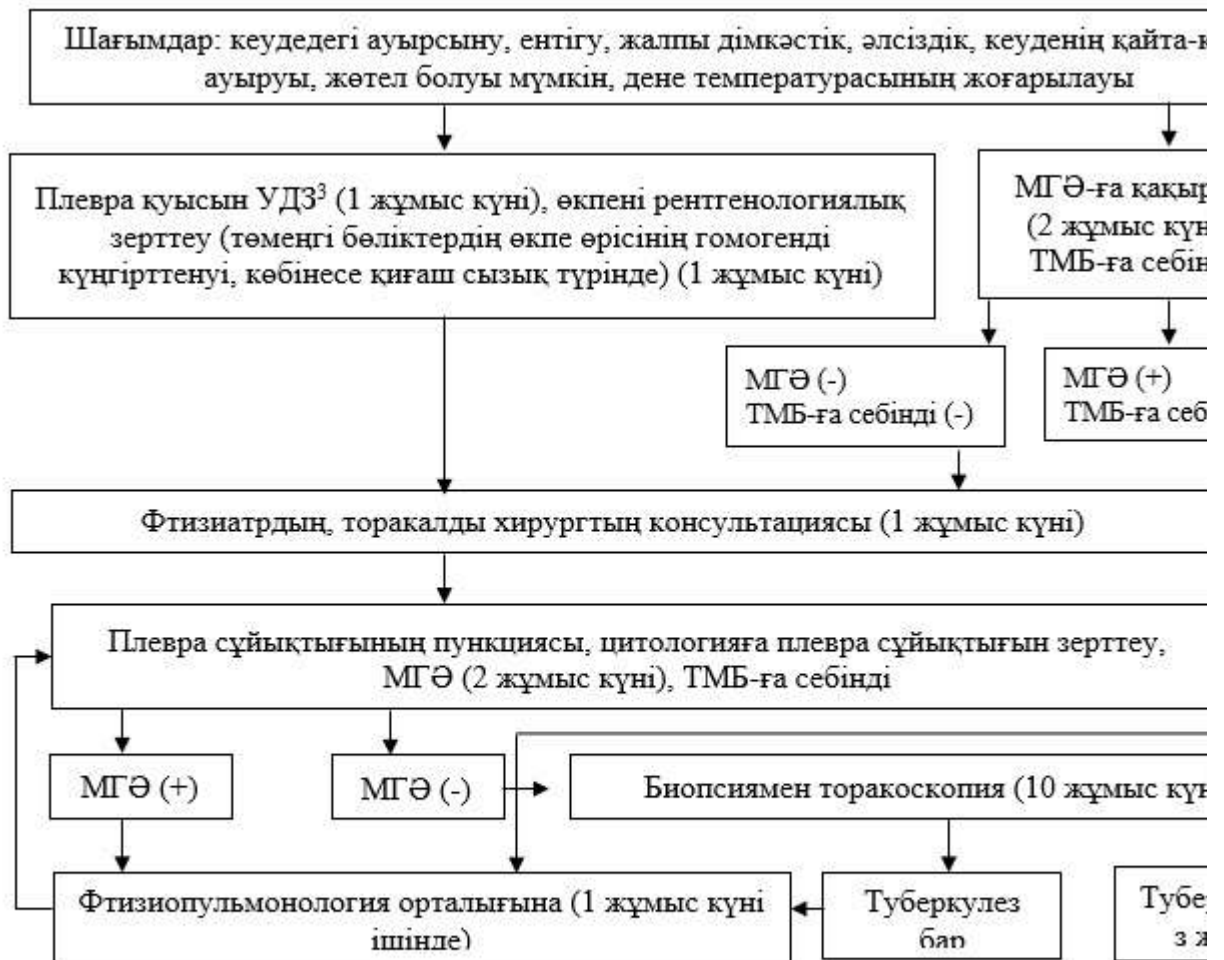 Шағымдар: кеудедегі ауырсыну, ентігу, жалпы дімкәстік, әлсіздік, кеуденің
ауыруы, жөтел болуы мүмкін, дене температурасының жоғарылауы
Плевра қуысын УДЗ³ (1 жұмыс күні), өкпені рентгенологиялық
зерттеу (төменгі бөліктердің өкпе өрісінің гомогенді
күңгірттенуі, көбінесе қиғаш сызық түрінде) (1 жұмыс күні)
МГӘ-ға
(2 жұмыс
ТМБ-ға
МГӘ (-)
ТМБ-ға себінді (-)
МГӘ (+)
ТМБ-ға
Фтизиатрдың, торакалды хирургтың консультациясы (1 жұмыс күні)
Плевра сұйықтығының пункциясы, цитологияға плевра сұйықтығын зерттеу,
МГӘ (2 жұмыс күні), ТМБ-ға себінді
МГӘ (+)
МГӘ (-)
Биопсиямен торакоскопия (10 жұмыс
Фтизиопульмонология орталығына (1 жұмыс күні
ішінде)
Туберкулез
бар